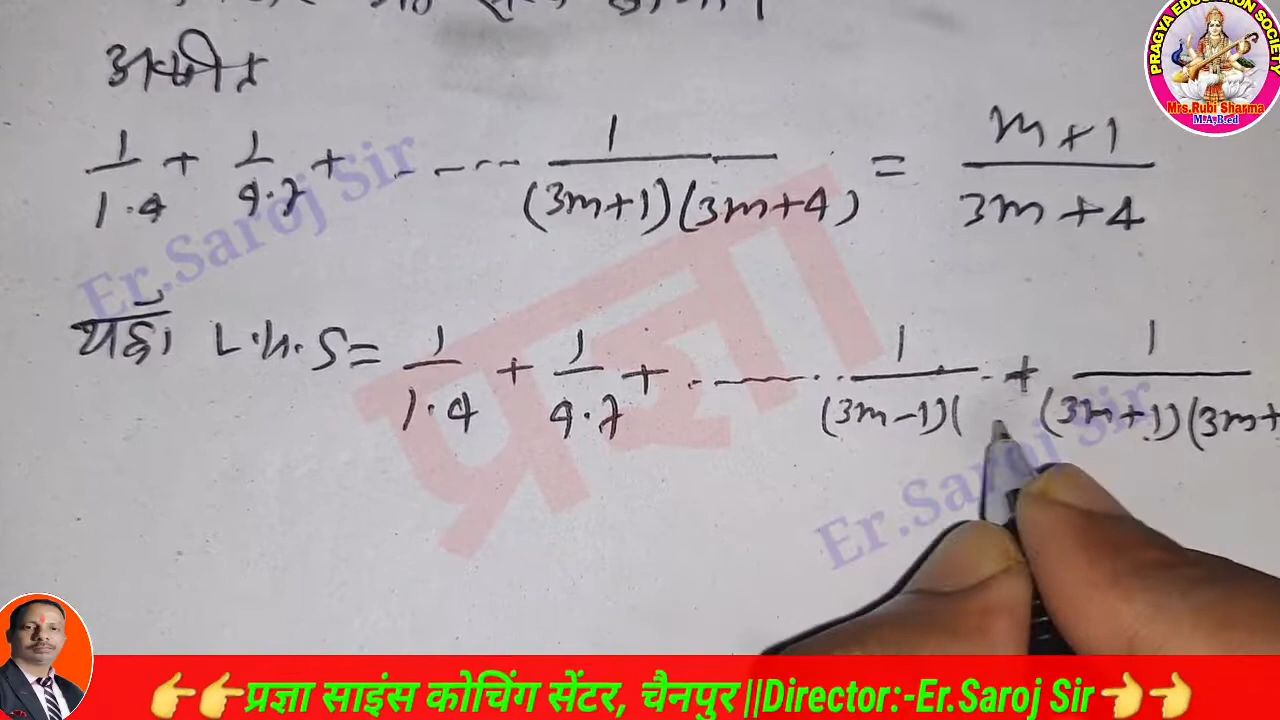 अर्थात
1/1.4 + 1/4.7 + ------ 1/(3m+1)(3m+4) = m+1/3m+4
यहाँ L.H.S = 1/1.4 + 1/4.7 + ........ 1/(3m-1)( + 1/(3m+1)(3m+
PRAGYA EDUCATION SOCIETY
Mrs.Rubi Sharma
M.A,B.ed
Er.Saroj Sir
प्रज्ञा
Er.Saroj Sir
👉👉प्रज्ञा साइंस कोचिंग सेंटर, चैनपुर ||Director:-Er.Saroj Sir👈👈